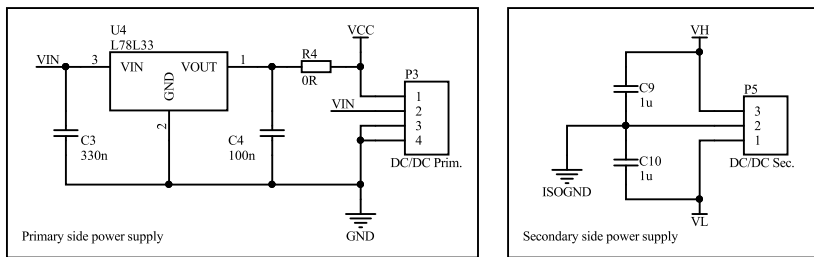 U4
L78L33
VIN
3
VIN
VOUT
GND
1
2
R4
0R
VCC
P3
1
2
3
4
VIN
DC/DC Prim.
C3
330n
C4
100n
GND
Primary side power supply
VH
C9
1u
P5
3
2
1
DC/DC Sec.
C10
1u
ISOGND
VL
Secondary side power supply